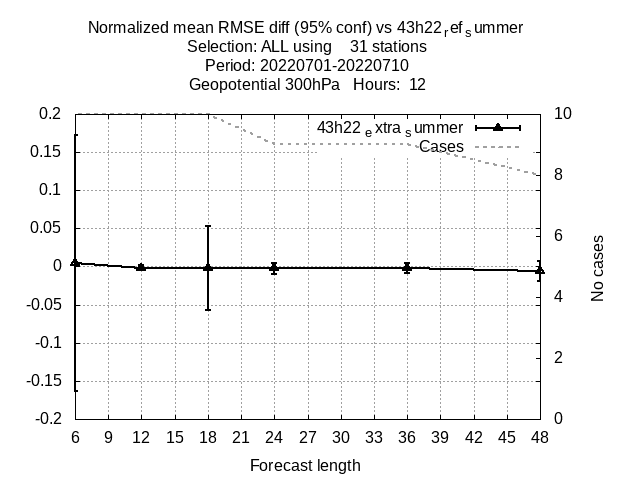 Normalized mean RMSE diff (95% conf) vs 43h22refsummer
Selection: ALL using 31 stations
Period: 20220701-20220710
Geopotential 300hPa Hours: 12
43h22extrasummer
Cases
0.2
0.15
0.1
0.05
0
-0.05
-0.1
-0.15
-0.2
10
8
6
4
2
0
No cases
6 9 12 15 18 21 24 27 30 33 36 39 42 45 48
Forecast length